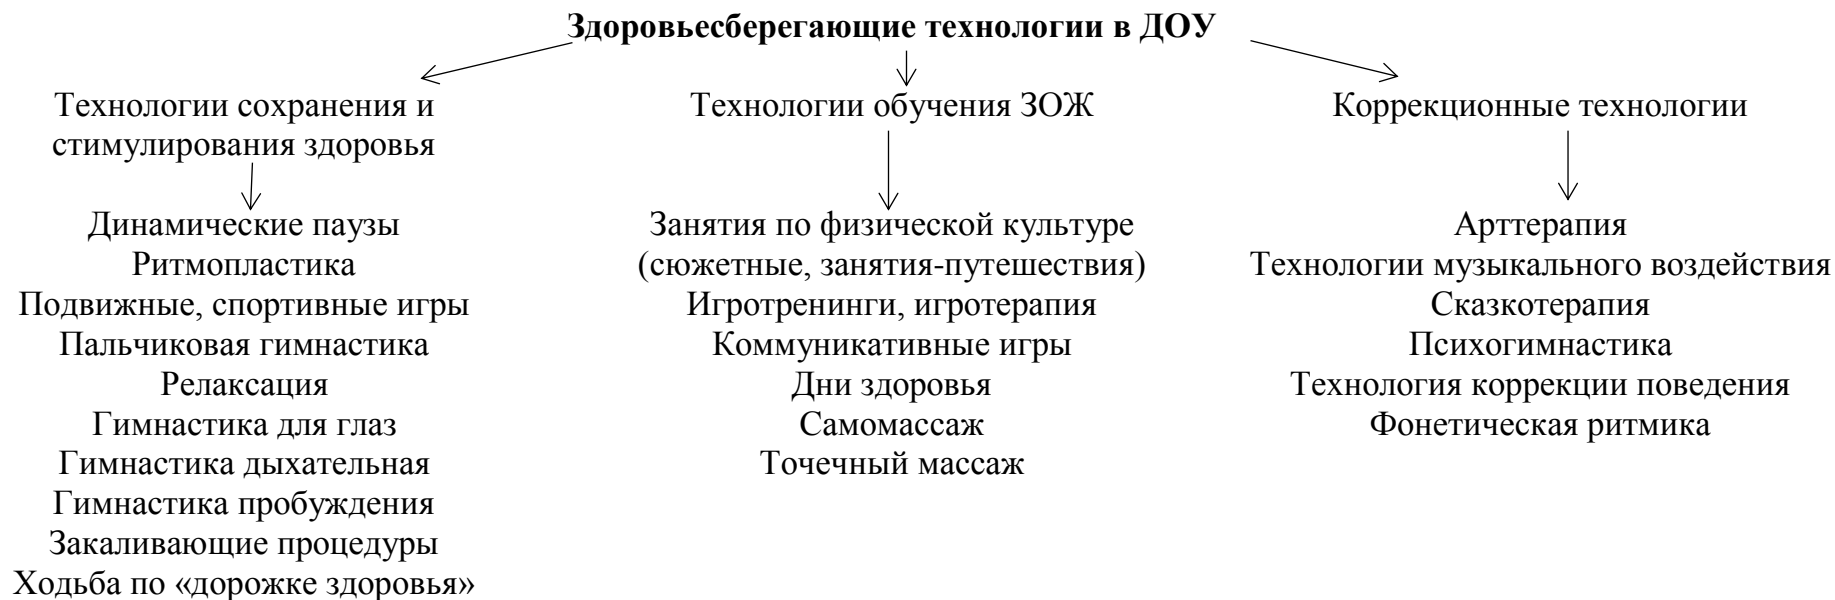 Здоровьесберегающие технологии в ДОУ
Технологии сохранения и
стимулирования здоровья
Динамические паузы
Ритмопластика
Подвижные, спортивные игры
Пальчиковая гимнастика
Релаксация
Гимнастика для глаз
Гимнастика дыхательная
Гимнастика пробуждения
Закаливающие процедуры
Ходьба по «дорожке здоровья»
Технологии обучения ЗОЖ
Занятия по физической культуре
(сюжетные, занятия-путешествия)
Игротренинги, игротерапия
Коммуникативные игры
Дни здоровья
Самомассаж
Точечный массаж
Коррекционные технологии
Арттерапия
Технологии музыкального воздействия
Сказкотерапия
Психогимнастика
Технология коррекции поведения
Фонетическая ритмика